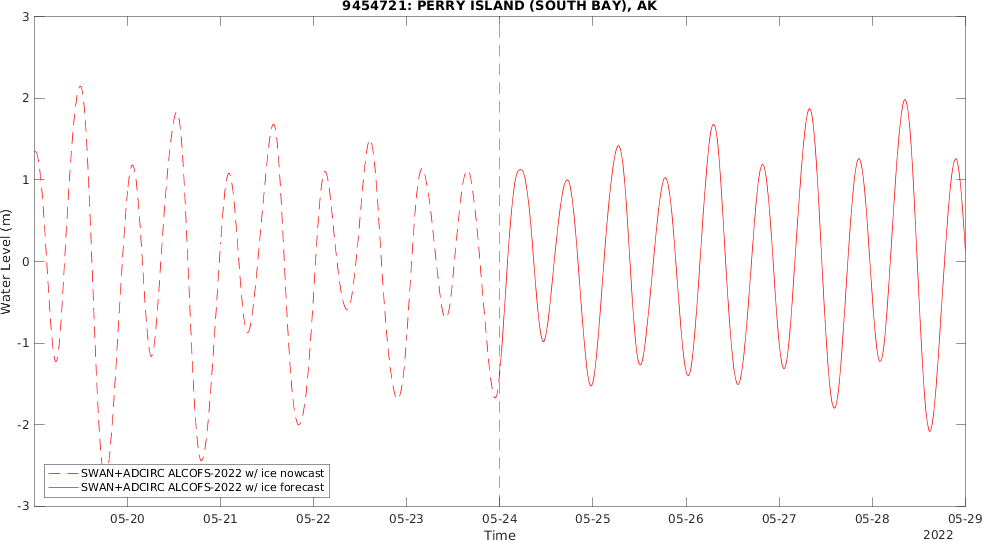 9454721: PERRY ISLAND (SOUTH BAY), AK
3
2
1
0
-1
-2
-3
Water Level (m)
SWAN+ADCIRC ALCOFS-2022 w/ ice nowcast
SWAN+ADCIRC ALCOFS-2022 w/ ice forecast
05-20 05-21 05-22 05-23 05-24 05-25 05-26 05-27 05-28 05-29
Time
2022